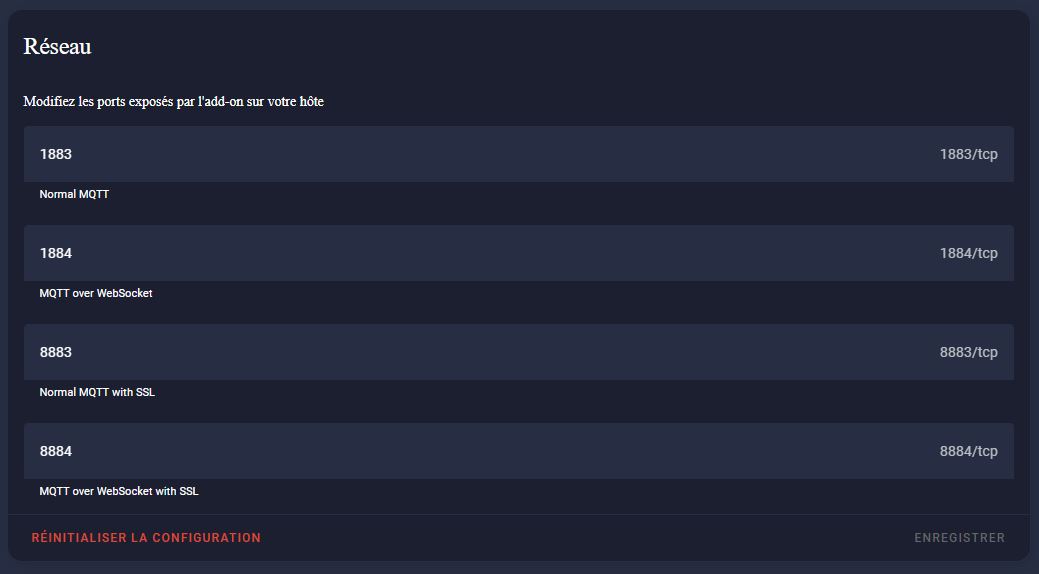 Réseau
Modifiez les ports exposés par l'add-on sur votre hôte
1883 1883/tcp
Normal MQTT
1884 1884/tcp
MQTT over WebSocket
8883 8883/tcp
Normal MQTT with SSL
8884 8884/tcp
MQTT over WebSocket with SSL
RÉINITIALISER LA CONFIGURATION ENREGISTRER